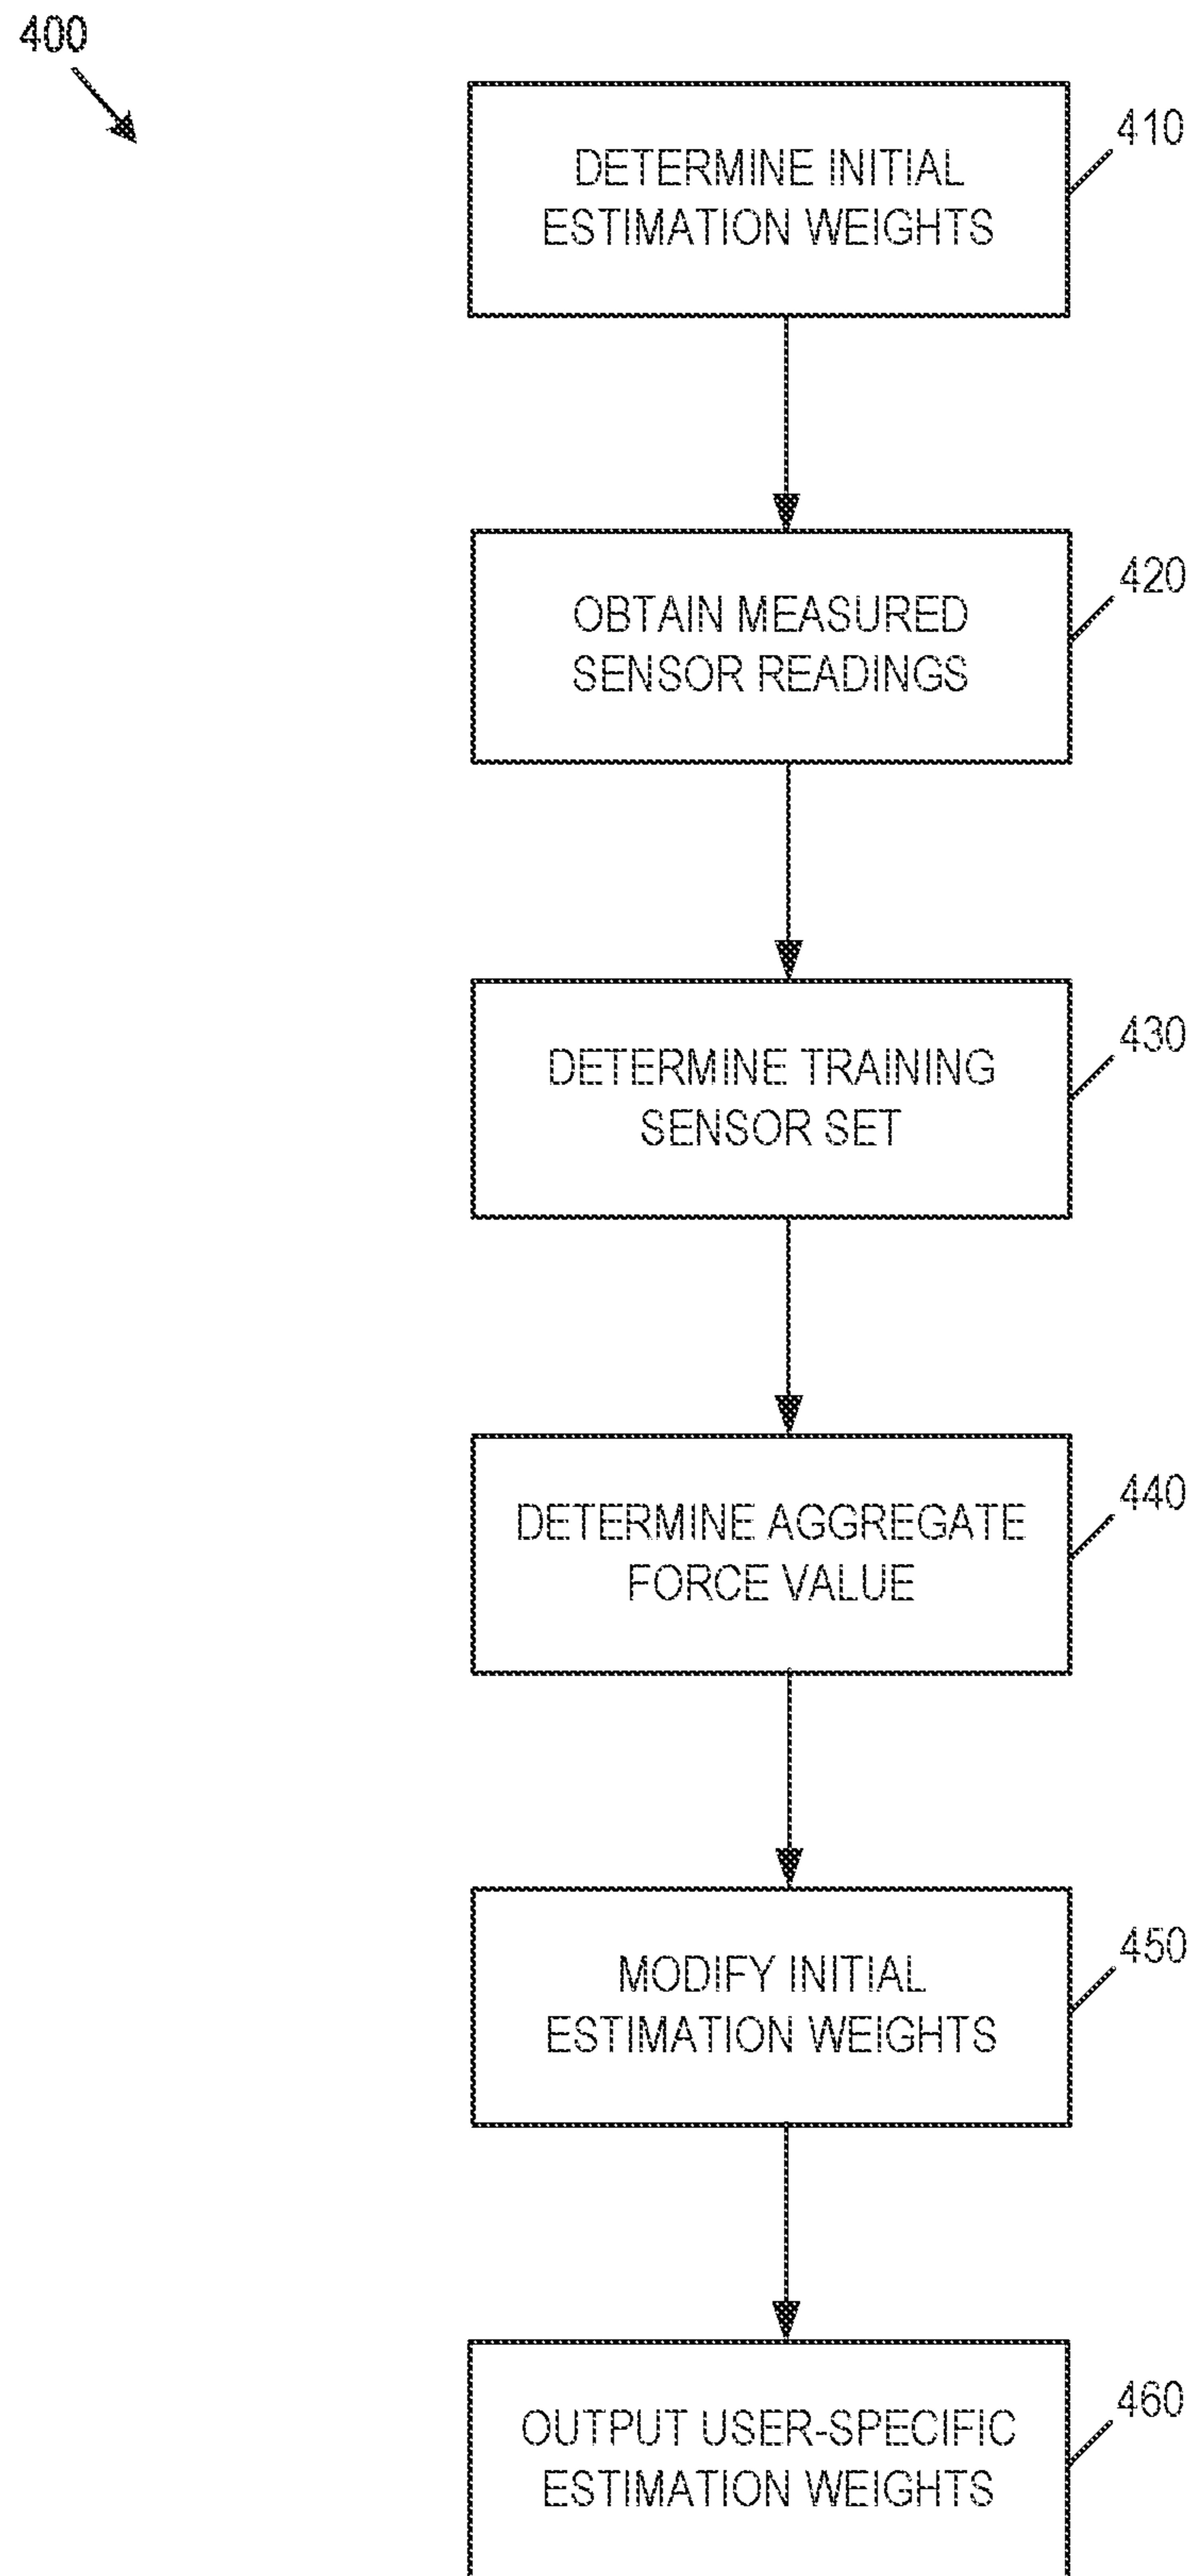 400
DETERMINE INITIAL
ESTIMATION WEIGHTS
410
OBTAIN MEASURED
SENSOR READINGS
420
DETERMINE TRAINING
SENSOR SET
430
DETERMINE AGGREGATE
FORCE VALUE
440
MODIFY INITIAL
ESTIMATION WEIGHTS
450
OUTPUT USER-SPECIFIC
ESTIMATION WEIGHTS
460